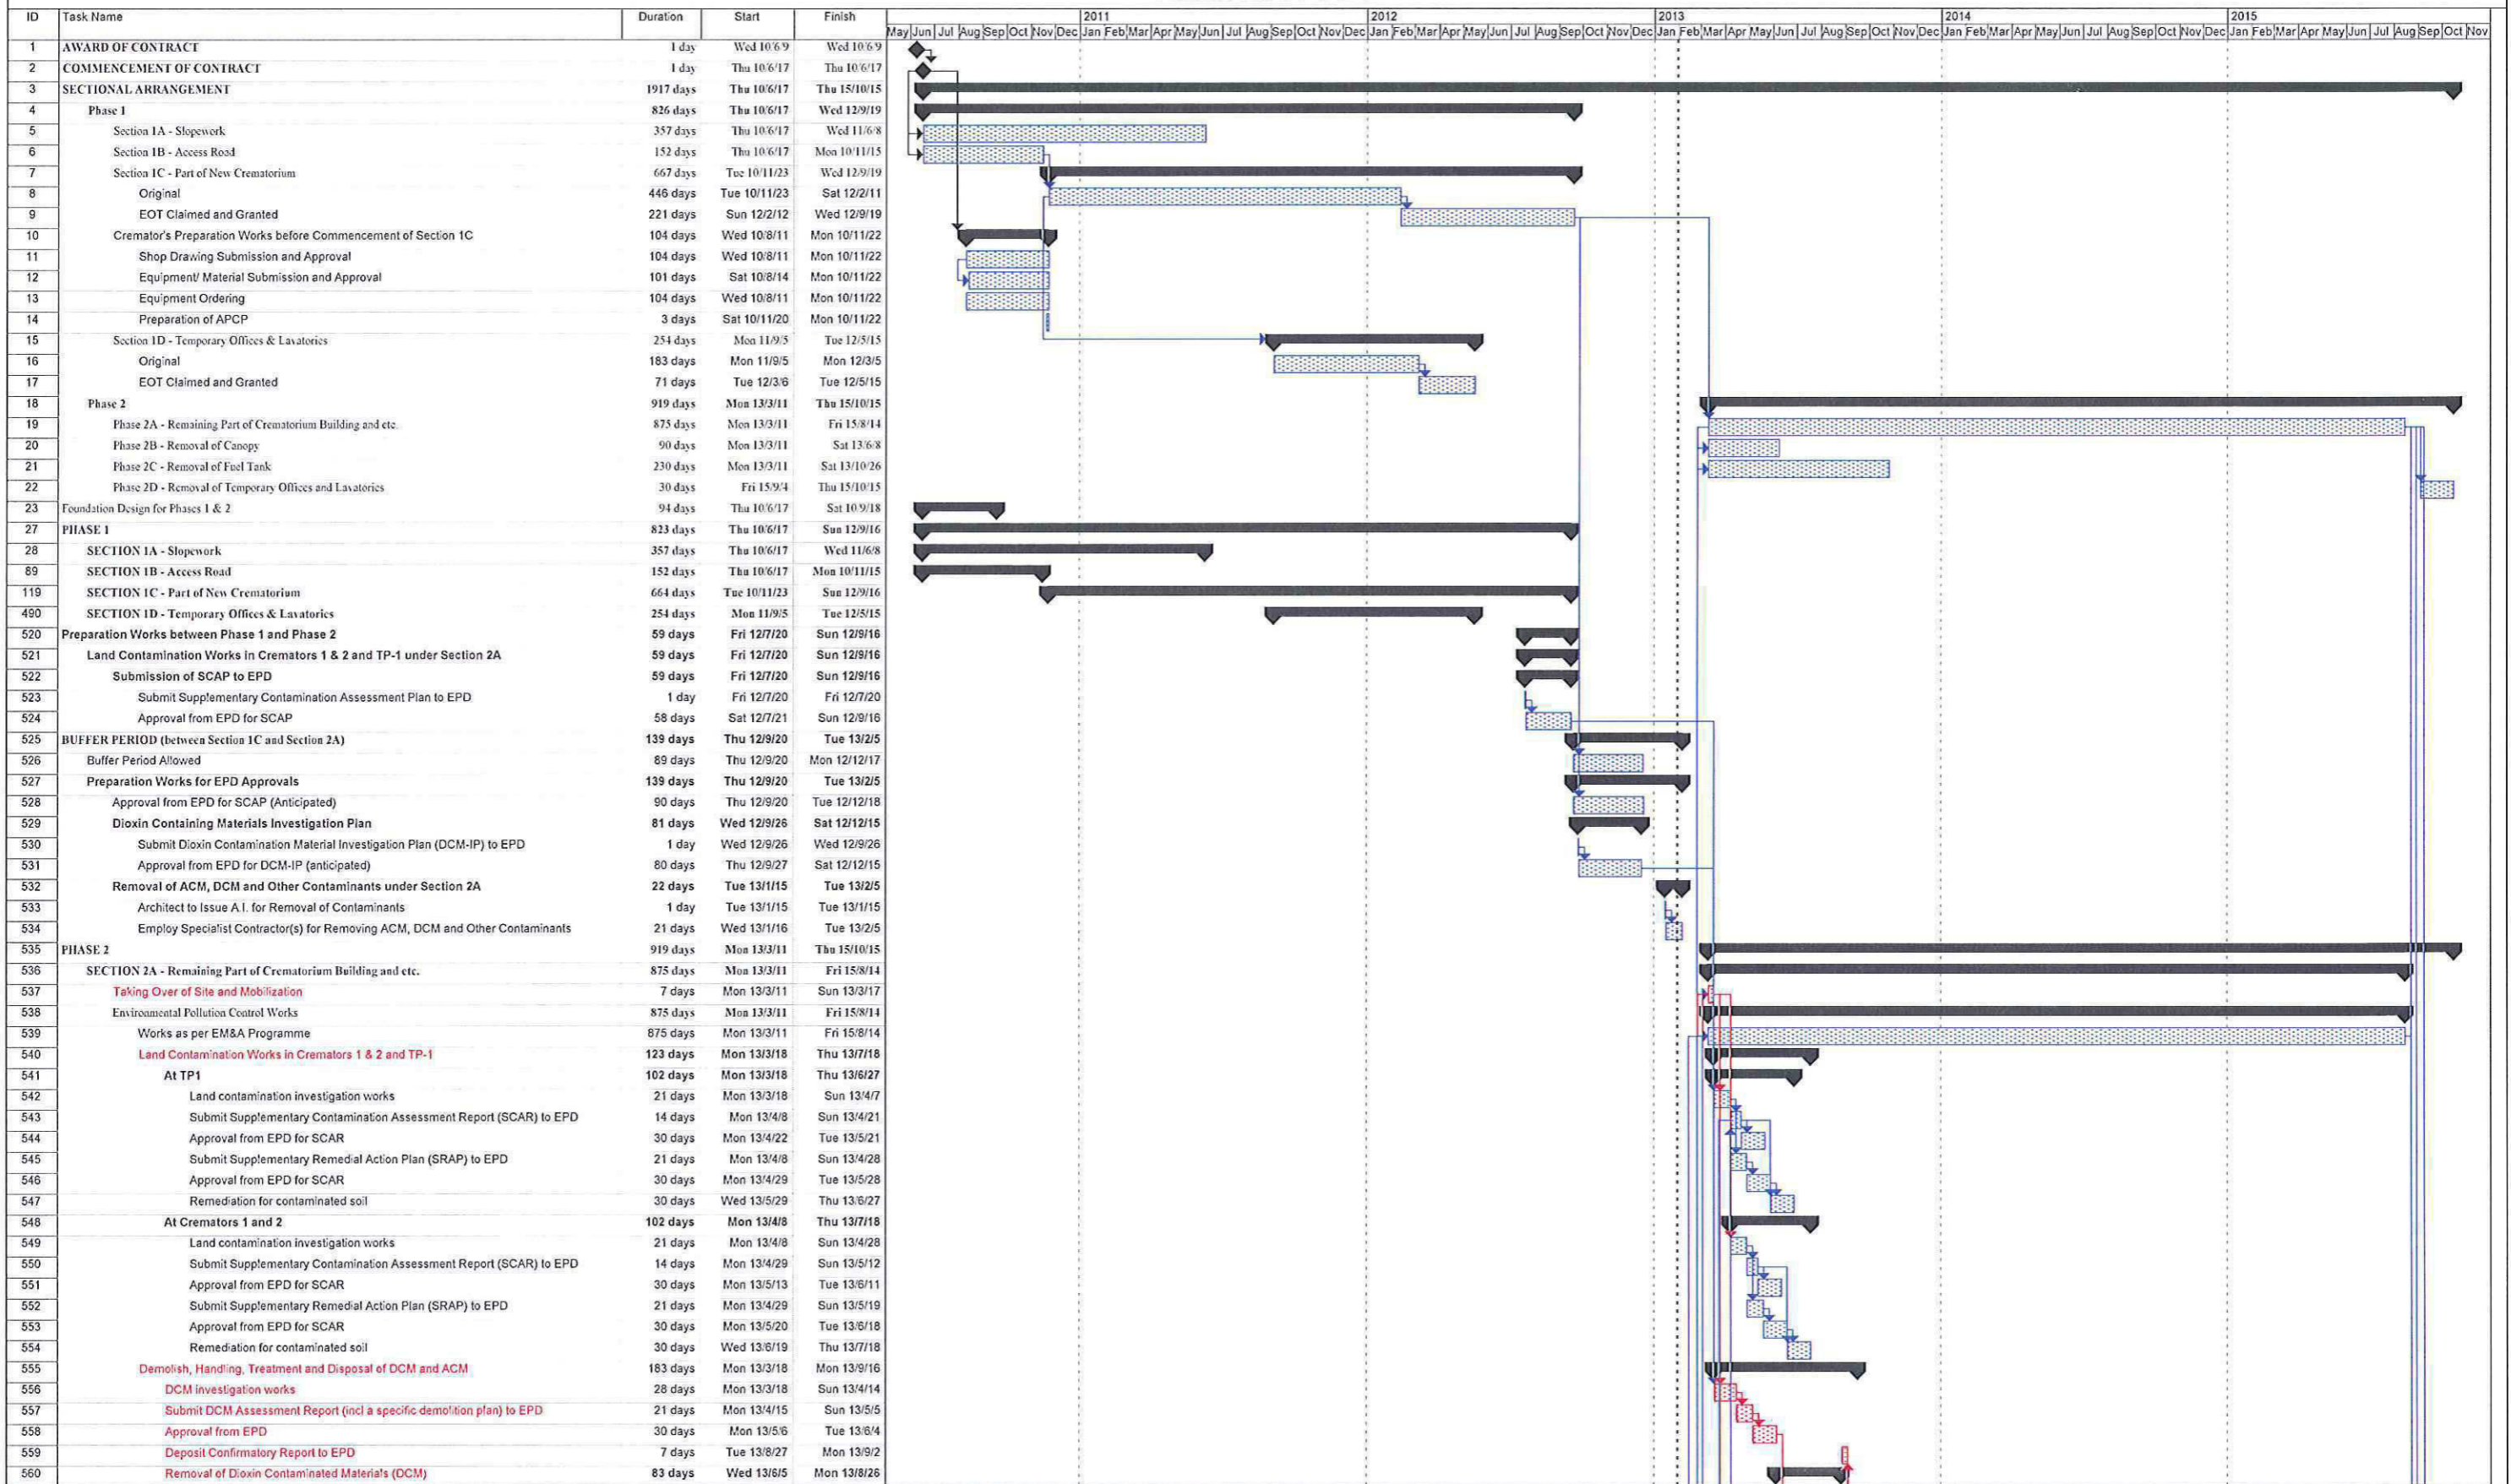 ID Task Name Duration Start Finish 2011 2012 2013 2014 2015
May Jun Jul Aug Sep Oct Nov Dec Jan Feb Mar Apr May Jun Jul Aug Sep Oct Nov Dec Jan Feb Mar Apr May Jun Jul Aug Sep Oct Nov Dec Jan Feb Mar Apr May Jun Jul Aug Sep Oct Nov Dec Jan Feb Mar Apr May Jun Jul Aug Sep Oct Nov Dec Jan Feb Mar Apr May Jun Jul Aug Sep Oct Nov
1 AWARD OF CONTRACT 1 day Wed 10/6/9 Wed 10/6/9
2 COMMENCEMENT OF CONTRACT 1 day Thu 10/6/17 Thu 10/6/17
3 SECTIONAL ARRANGEMENT 1917 days Thu 10/6/17 Thu 15/10/15
4 Phase 1 826 days Thu 10/6/17 Wed 12/9/19
5 Section 1A - Slopework 357 days Thu 10/6/17 Wed 11/6/8
6 Section 1B - Access Road 152 days Thu 10/6/17 Mon 10/11/15
7 Section 1C - Part of New Crematorium 667 days Tue 10/11/23 Wed 12/9/19
8 Original 446 days Tue 10/11/23 Sat 12/2/11
9 EOT Claimed and Granted 221 days Sun 12/2/12 Wed 12/9/19
10 Cremator's Preparation Works before Commencement of Section 1C 104 days Wed 10/8/11 Mon 10/11/22
11 Shop Drawing Submission and Approval 104 days Wed 10/8/11 Mon 10/11/22
12 Equipment/ Material Submission and Approval 101 days Sat 10/8/14 Mon 10/11/22
13 Equipment Ordering 104 days Wed 10/8/11 Mon 10/11/22
14 Preparation of APCP 3 days Sat 10/11/20 Mon 10/11/22
15 Section 1D - Temporary Offices & Lavatories 254 days Mon 11/9/5 Tue 12/5/15
16 Original 183 days Mon 11/9/5 Mon 12/3/5
17 EOT Claimed and Granted 71 days Tue 12/3/6 Tue 12/5/15
18 Phase 2 919 days Mon 13/3/11 Thu 15/10/15
19 Phase 2A - Remaining Part of Crematorium Building and etc. 875 days Mon 13/3/11 Fri 15/8/14
20 Phase 2B - Removal of Canopy 90 days Mon 13/3/11 Sat 13/6/8
21 Phase 2C - Removal of Fuel Tank 230 days Mon 13/3/11 Sat 13/10/26
22 Phase 2D - Removal of Temporary Offices and Lavatories 30 days Fri 15/9/4 Thu 15/10/15
23 Foundation Design for Phases 1 & 2 94 days Thu 10/6/17 Sat 10/9/18
27 PHASE 1 823 days Thu 10/6/17 Sun 12/9/16
28 SECTION 1A - Slopework 357 days Thu 10/6/17 Wed 11/6/8
89 SECTION 1B - Access Road 152 days Thu 10/6/17 Mon 10/11/15
119 SECTION 1C - Part of New Crematorium 664 days Tue 10/11/23 Sun 12/9/16
490 SECTION 1D - Temporary Offices & Lavatories 254 days Mon 11/9/5 Tue 12/5/15
520 Preparation Works between Phase 1 and Phase 2 59 days Fri 12/7/20 Sun 12/9/16
521 Land Contamination Works in Cremators 1 & 2 and TP-1 under Section 2A 59 days Fri 12/7/20 Sun 12/9/16
522 Submission of SCAP to EPD 59 days Fri 12/7/20 Sun 12/9/16
523 Submit Supplementary Contamination Assessment Plan to EPD 1 day Fri 12/7/20 Fri 12/7/20
524 Approval from EPD for SCAP 58 days Sat 12/7/21 Sun 12/9/16
525 BUFFER PERIOD (between Section 1C and Section 2A) 139 days Thu 12/9/20 Tue 13/2/5
526 Buffer Period Allowed 89 days Thu 12/9/20 Mon 12/12/17
527 Preparation Works for EPD Approvals 139 days Thu 12/9/20 Tue 13/2/5
528 Approval from EPD for SCAP (Anticipated) 90 days Thu 12/9/20 Tue 12/12/18
529 Dioxin Containing Materials Investigation Plan 81 days Wed 12/9/26 Sat 12/12/15
530 Submit Dioxin Contamination Material Investigation Plan (DCM-IP) to EPD 1 day Wed 12/9/26 Wed 12/9/26
531 Approval from EPD for DCM-IP (anticipated) 80 days Thu 12/9/27 Sat 12/12/15
532 Removal of ACM, DCM and Other Contaminants under Section 2A 22 days Tue 13/1/15 Tue 13/2/5
533 Architect to Issue A.I. for Removal of Contaminants 1 day Tue 13/1/15 Tue 13/1/15
534 Employ Specialist Contractor(s) for Removing ACM, DCM and Other Contaminants 21 days Wed 13/1/16 Tue 13/2/5
535 PHASE 2 919 days Mon 13/3/11 Thu 15/10/15
536 SECTION 2A - Remaining Part of Crematorium Building and etc. 875 days Mon 13/3/11 Fri 15/8/14
537 Taking Over of Site and Mobilization 7 days Mon 13/3/11 Sun 13/3/17
538 Environmental Pollution Control Works 875 days Mon 13/3/11 Fri 15/8/14
539 Works as per EM&A Programme 875 days Mon 13/3/11 Fri 15/8/14
540 Land Contamination Works in Cremators 1 & 2 and TP-1 123 days Mon 13/3/18 Thu 13/7/18
541 At TP1 102 days Mon 13/3/18 Thu 13/6/27
542 Land contamination investigation works 21 days Mon 13/3/18 Sun 13/4/7
543 Submit Supplementary Contamination Assessment Report (SCAR) to EPD 14 days Mon 13/4/8 Sun 13/4/21
544 Approval from EPD for SCAR 30 days Mon 13/4/22 Tue 13/5/21
545 Submit Supplementary Remedial Action Plan (SRAP) to EPD 21 days Mon 13/4/8 Sun 13/4/28
546 Approval from EPD for SCAR 30 days Mon 13/4/29 Tue 13/5/28
547 Remediation for contaminated soil 30 days Wed 13/5/29 Thu 13/6/27
548 At Cremators 1 and 2 102 days Mon 13/4/8 Thu 13/7/18
549 Land contamination investigation works 21 days Mon 13/4/8 Sun 13/4/28
550 Submit Supplementary Contamination Assessment Report (SCAR) to EPD 14 days Mon 13/4/29 Sun 13/5/12
551 Approval from EPD for SCAR 30 days Mon 13/5/13 Tue 13/6/11
552 Submit Supplementary Remedial Action Plan (SRAP) to EPD 21 days Mon 13/4/29 Sun 13/5/19
553 Approval from EPD for SCAR 30 days Mon 13/5/20 Tue 13/6/18
554 Remediation for contaminated soil 30 days Wed 13/6/19 Thu 13/7/18
555 Demolish, Handling, Treatment and Disposal of DCM and ACM 183 days Mon 13/3/18 Mon 13/9/16
556 DCM investigation works 28 days Mon 13/3/18 Sun 13/4/14
557 Submit DCM Assessment Report (incl a specific demolition plan) to EPD 21 days Mon 13/4/15 Sun 13/5/5
558 Approval from EPD 30 days Mon 13/5/6 Tue 13/6/4
559 Deposit Confirmatory Report to EPD 7 days Tue 13/8/27 Mon 13/9/2
560 Removal of Dioxin Contaminated Materials (DCM) 83 days Wed 13/6/5 Mon 13/8/26